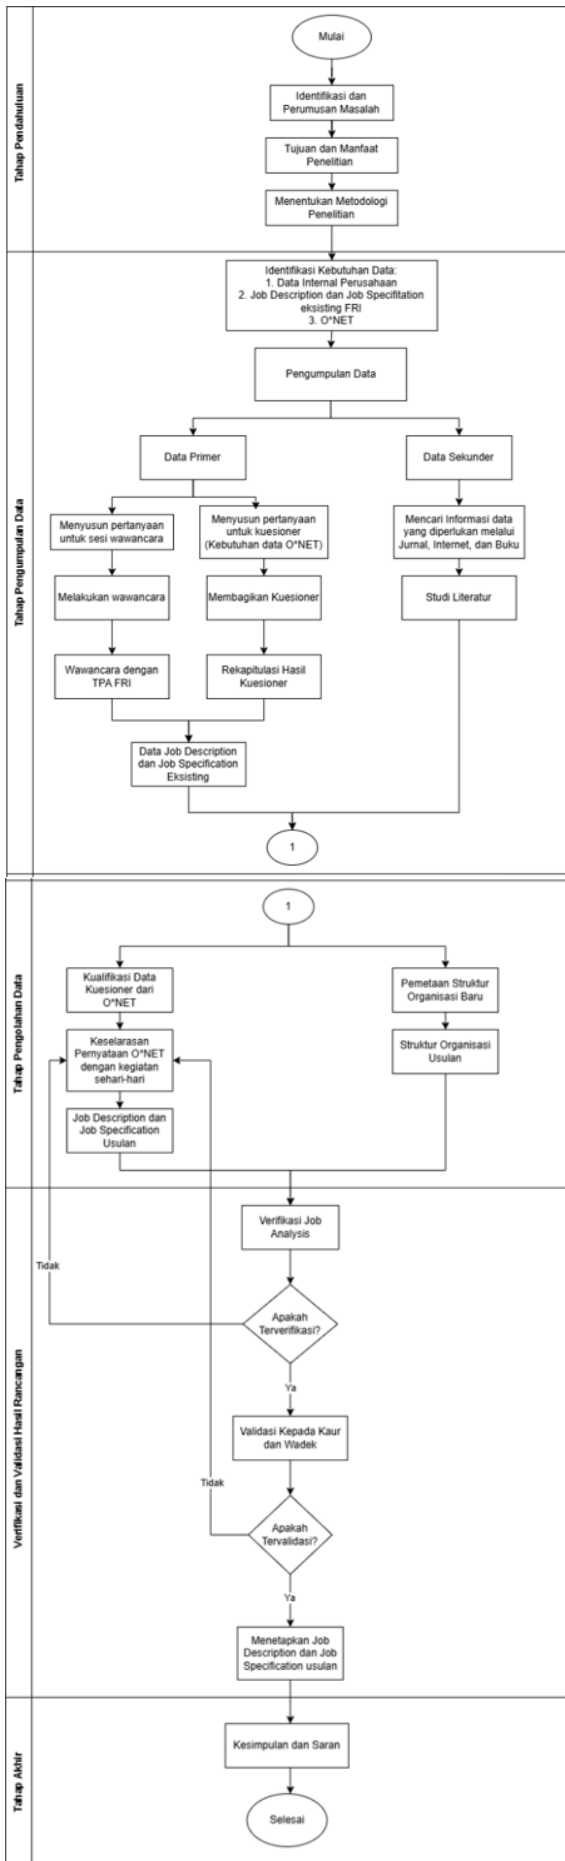 Tahap Pendahuluan
Mulai
Identifikasi dan
Perumusan Masalah
Tujuan dan Manfaat
Penelitian
Menentukan Metodologi
Penelitian
Tahap Pengumpulan Data
Identifikasi Kebutuhan Data:
1. Data Internal Perusahaan
2. Job Description dan Job Specifitation
eksisting FRI
3. O*NET
Pengumpulan Data
Data Primer
Data Sekunder
Menyusun pertanyaan
untuk sesi wawancara
Menyusun pertanyaan
untuk kuesioner
(Kebutuhan data O*NET)
Mencari Informasi data
yang diperlukan melalui
Jurnal, Internet, dan Buku
Melakukan wawancara
Membagikan Kuesioner
Studi Literatur
Wawancara dengan
TPA FRI
Rekapitulasi Hasil
Kuesioner
Data Job Description
dan Job Specification
Eksisting
1
Tahap Pengolahan Data
1
Kualifikasi Data
Kuesioner dari
O*NET
Pemetaan Struktur
Organisasi Baru
Keselarasan
Pernyataan O*NET
dengan kegiatan
sehari-hari
Struktur Organisasi
Usulan
Job Description dan
Job Specification
Usulan
Verifikasi dan Validasi Hasil Rancangan
Verifikasi Job
Analysis
Tidak
Apakah
Terverifikasi?
Ya
Validasi Kepada Kaur
dan Wadek
Tidak
Apakah
Tervalidasi?
Ya
Menetapkan Job
Description dan Job
Specification usulan
Tahap Akhir
Kesimpulan dan Saran
Selesai